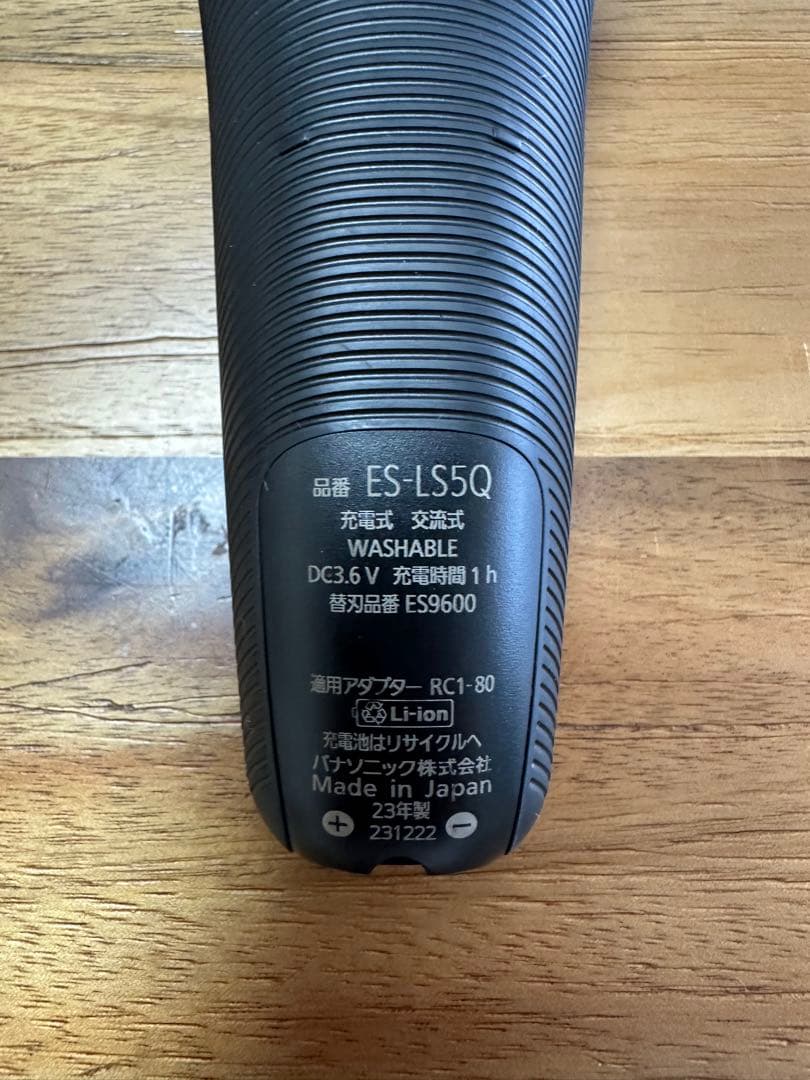 品番 ES-LS5Q
充電式 交流式
WASHABLE
DC3.6 V 充電時間 1 h
替刃品番 ES9600
適用アダプター RC1-80
Li-ion
充電池はリサイクルへ
パナソニック株式会社
Made in Japan
23年製
+ 231222 −